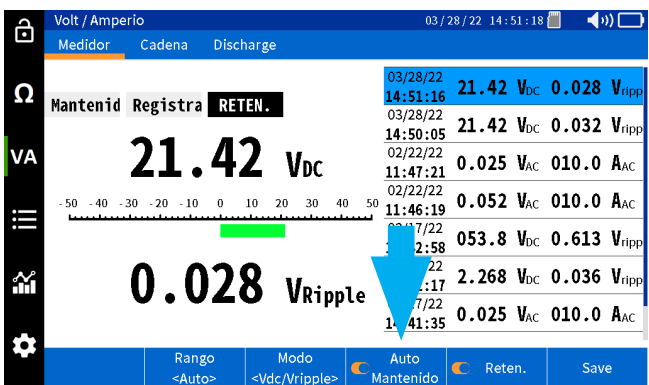 Volt / Amperio
03/28/22 14:51:18
Medidor Cadena Discharge
Ω
VA
Mantenid Registra RETEN.
21.42 VDC
-50 -40 -30 -20 -10 0 10 20 30 40 50
0.028 VRipple
03/28/22
14:51:16 21.42 VDC 0.028 Vripp
03/28/22
14:50:05 21.42 VDC 0.032 Vripp
02/22/22
11:47:21 0.025 VAC 010.0 AAC
02/22/22
11:46:19 0.052 VAC 010.0 AAC
053.8 VDC 0.613 Vripp
2.268 VDC 0.036 Vripp
0.025 VAC 010.0 AAC
Rango
<Auto>
Modo
<Vdc/Vripple>
Auto
Mantenido
Reten.
Save